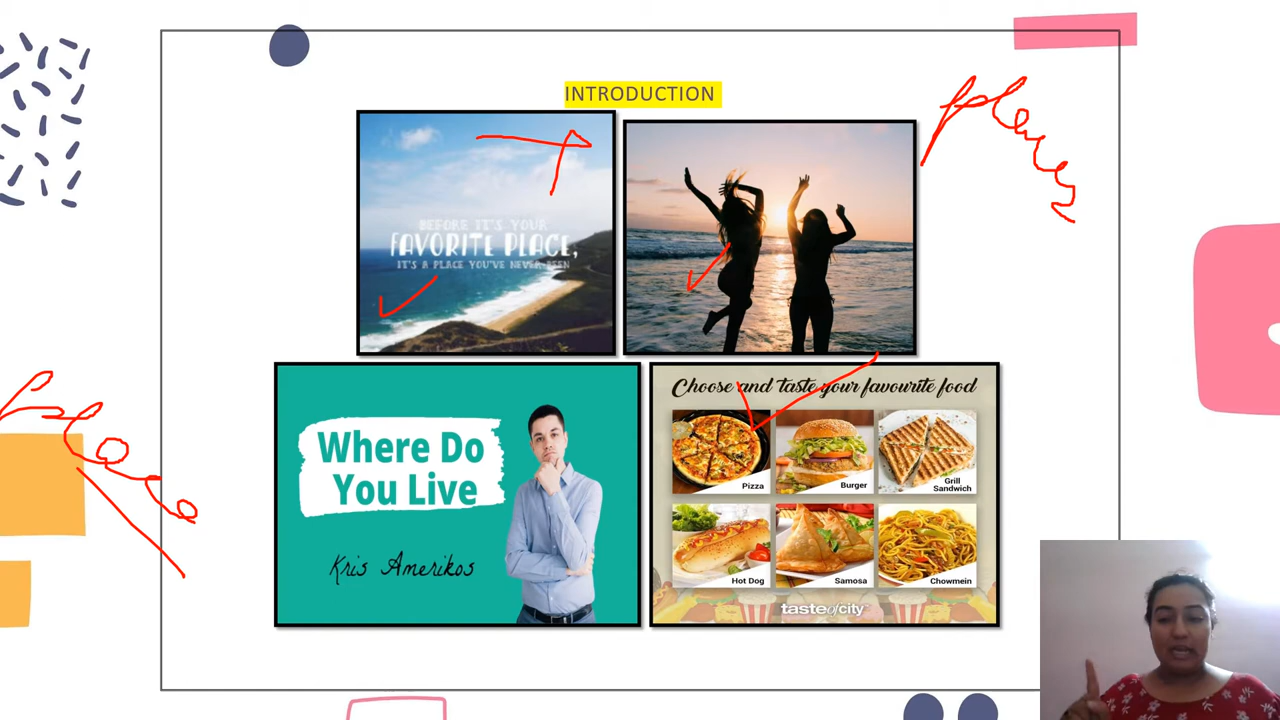 INTRODUCTION
places
BEFORE IT'S YOUR
FAVORITE PLACE,
IT'S A PLACE YOU'VE NEVER SEEN
Where Do
You Live
Kris Amerikos
Choose and taste your favourite food
Pizza
Burger
Grill
Sandwich
Hot Dog
Samosa
Chowmein
tasteofcity
place